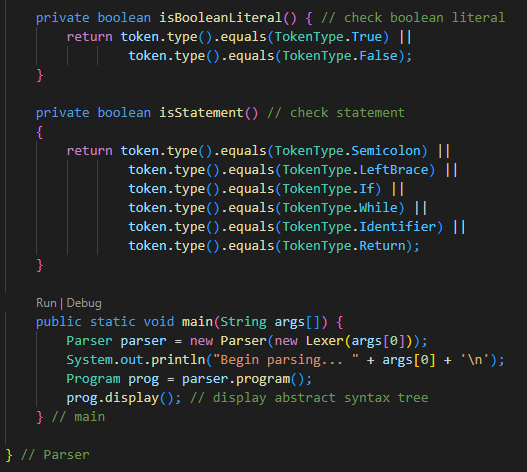 private boolean isBooleanLiteral() { // check boolean literal
    return token.type().equals(TokenType.True) ||
            token.type().equals(TokenType.False);
}

private boolean isStatement() // check statement
{
    return token.type().equals(TokenType.Semicolon) ||
            token.type().equals(TokenType.LeftBrace) ||
            token.type().equals(TokenType.If) ||
            token.type().equals(TokenType.While) ||
            token.type().equals(TokenType.Identifier) ||
            token.type().equals(TokenType.Return);
}

Run | Debug
public static void main(String args[]) {
    Parser parser = new Parser(new Lexer(args[0]));
    System.out.println("Begin parsing... " + args[0] + '\n');
    Program prog = parser.program();
    prog.display(); // display abstract syntax tree
} // main

} // Parser